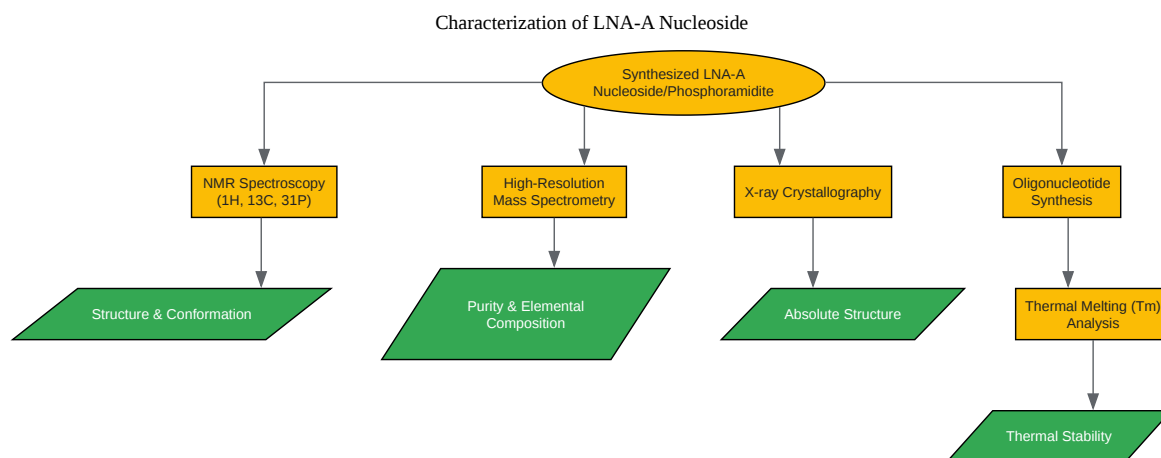 Characterization of LNA-A Nucleoside
Synthesized LNA-A
Nucleoside/Phosphoramidite
NMR Spectroscopy
(1H, 13C, 31P)
High-Resolution
Mass Spectrometry
X-ray Crystallography
Oligonucleotide
Synthesis
Structure & Conformation
Purity & Elemental
Composition
Absolute Structure
Thermal Melting (Tm)
Analysis
Thermal Stability